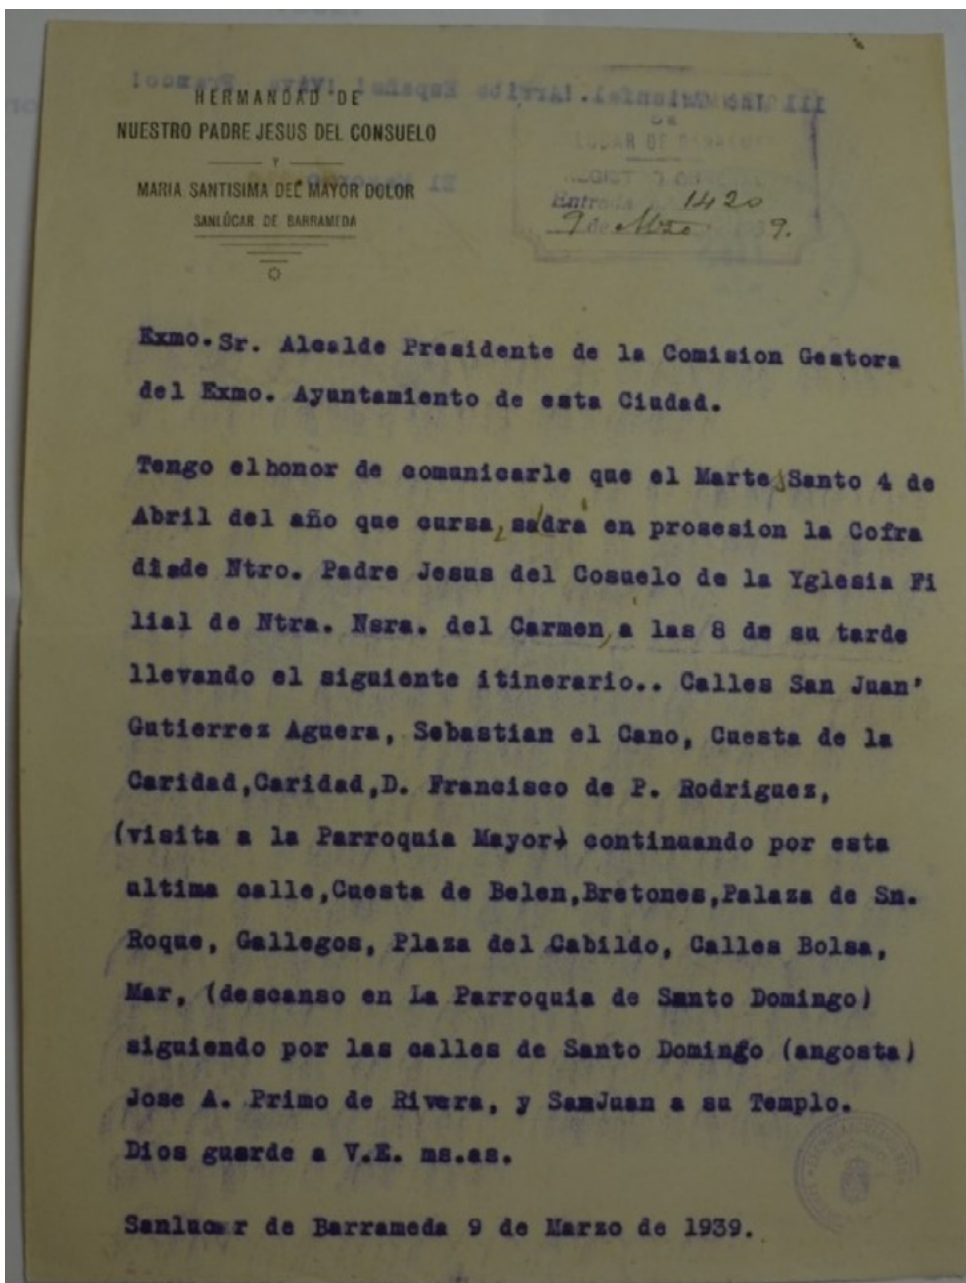 HERMANDAD DE
NUESTRO PADRE JESUS DEL CONSUELO
Y
MARIA SANTISIMA DEL MAYOR DOLOR
SANLÚCAR DE BARRAMEDA
Entrada 1420
9 de Mzo 9.
Exmo. Sr. Alcalde Presidente de la Comision Gestora
del Exmo. Ayuntamiento de esta Ciudad.
Tengo elhonor de comunicarle que el Martes Santo 4 de
Abril del año que cursa, sadrá en prosesion la Cofra
diade Ntro. Padre Jesus del Cosuelo de la Yglesia Fi
lial de Ntra. Nsra. del Carmen, a las 8 de su tarde
llevando el siguiente itinerario.. Calles San Juan'
Gutierrez Aguera, Sebastian el Cano, Cuesta de la
Caridad,Caridad,D. Francisco de P. Rodriguez,
(visita a la Parroquia Mayor) continuando por esta
ultima calle,Cuesta de Belen,Bretones,Palaza de Sn.
Roque, Gallegos, Plaza del Cabildo, Calles Bolsa,
Mar, (descanso en La Parroquia de Santo Domingo)
siguiendo por las calles de Santo Domingo (angosta)
Jose A. Primo de Rivera, y SamJuan a su Templo.
Dios guarde a V.E. ms.as.
Sanlucar de Barrameda 9 de Marzo de 1939.